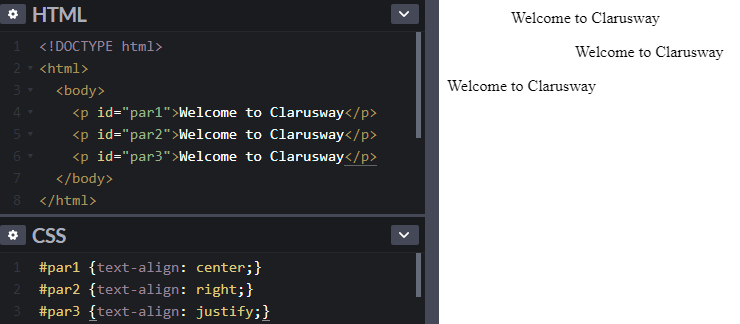 HTML
1 <!DOCTYPE html>
2 <html>
3 <body>
4 <p id="par1">Welcome to Clarusway</p>
5 <p id="par2">Welcome to Clarusway</p>
6 <p id="par3">Welcome to Clarusway</p>
7 </body>
8 </html>
CSS
1 #par1 {text-align: center;}
2 #par2 {text-align: right;}
3 #par3 {text-align: justify;}
Welcome to Clarusway
Welcome to Clarusway
Welcome to Clarusway